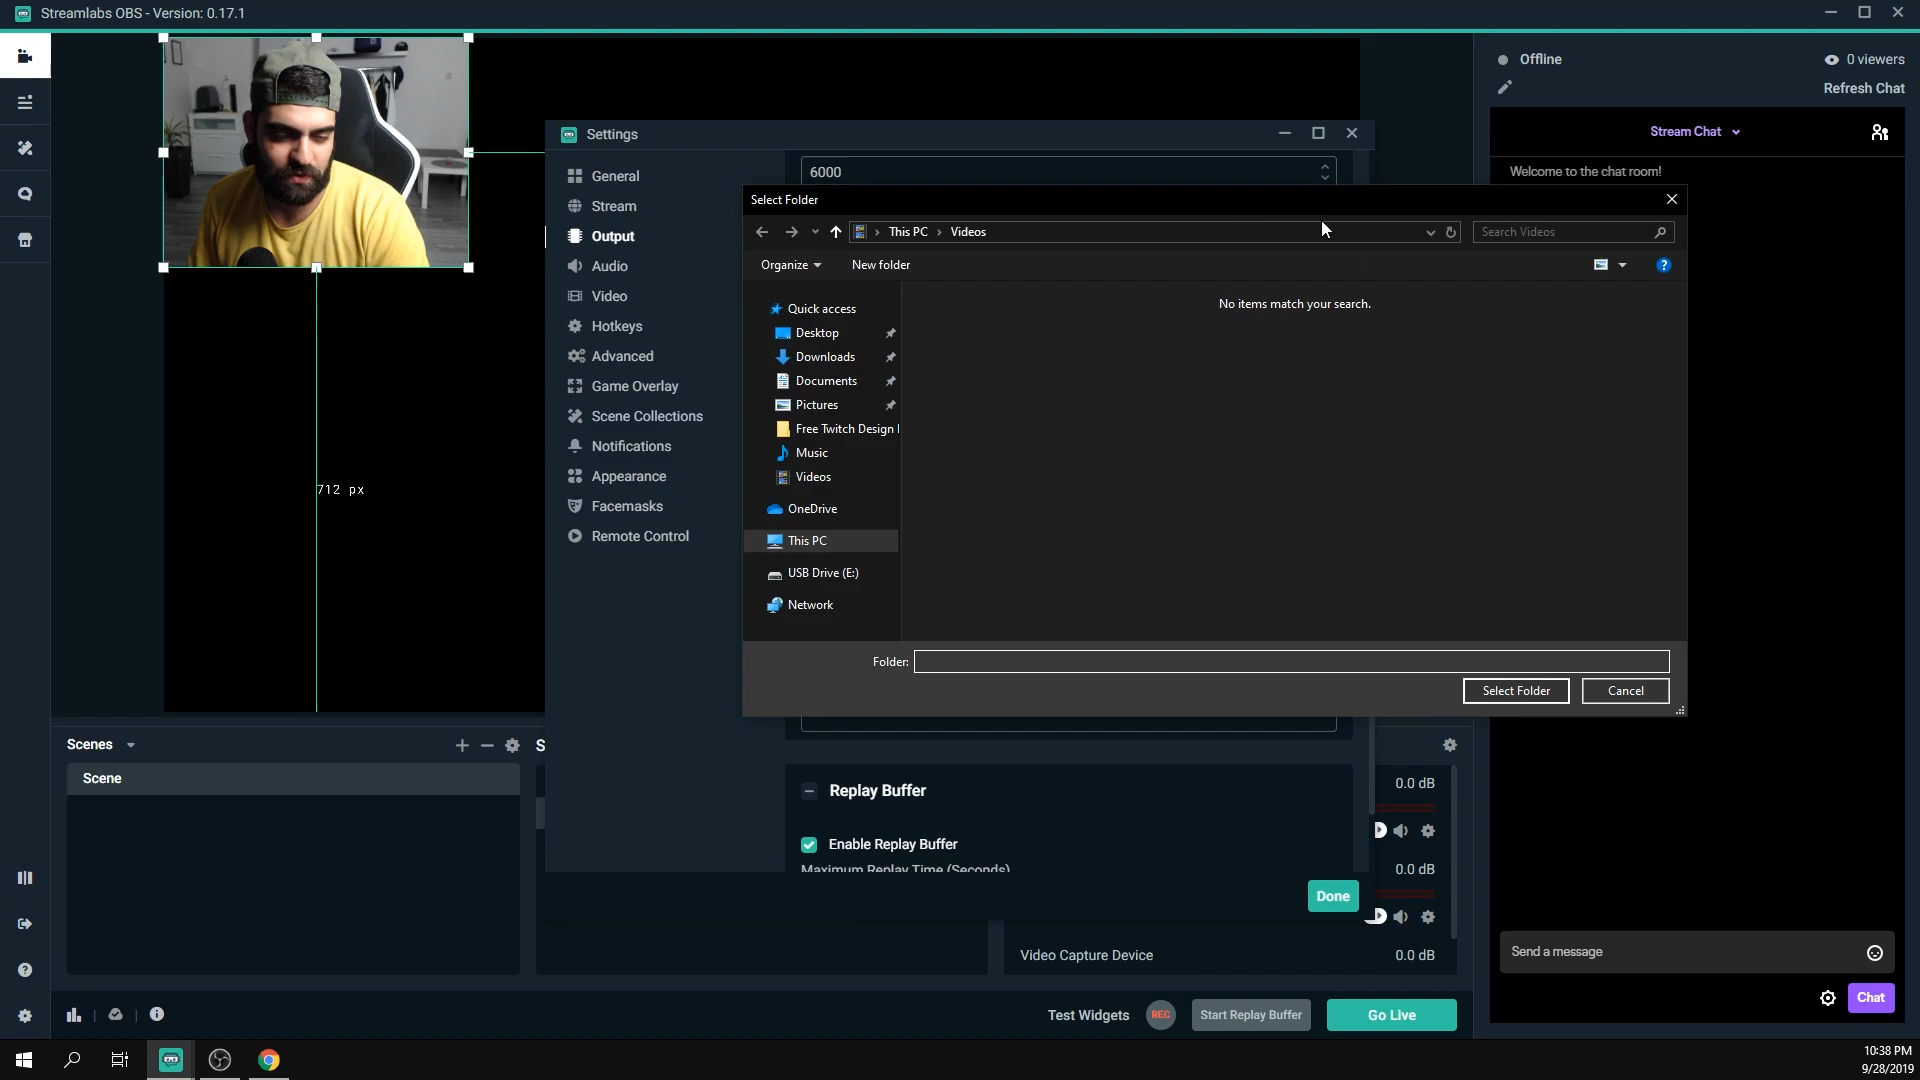 Streamlabs OBS - Version: 0.17.1
Offline
0 viewers
Refresh Chat
Stream Chat
Welcome to the chat room!
Settings
General
Stream
Output
Audio
Video
Hotkeys
Advanced
Game Overlay
Scene Collections
Notifications
Appearance
Facemasks
Remote Control
6000
Select Folder
This PC
Videos
Search Videos
Organize
New folder
Quick access
Desktop
Downloads
Documents
Pictures
Free Twitch Design
Music
Videos
OneDrive
This PC
USB Drive (E:)
Network
No items match your search.
Folder:
Select Folder
Cancel
712 px
Replay Buffer
Enable Replay Buffer
Maximum Replay Time (Seconds)
Done
Scenes
S
Scene
0.0 dB
0.0 dB
Video Capture Device
0.0 dB
Send a message
Chat
Test Widgets
REC
Start Replay Buffer
Go Live
10:38 PM
9/28/2019